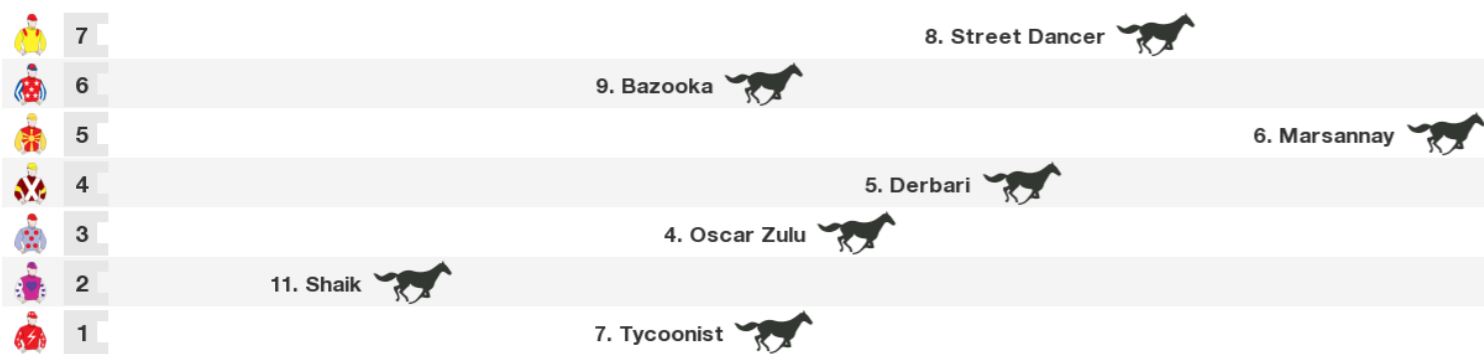 7 8. Street Dancer
6 9. Bazooka
5 6. Marsannay
4 5. Derbari
3 4. Oscar Zulu
2 11. Shaik
1 7. Tycoonist